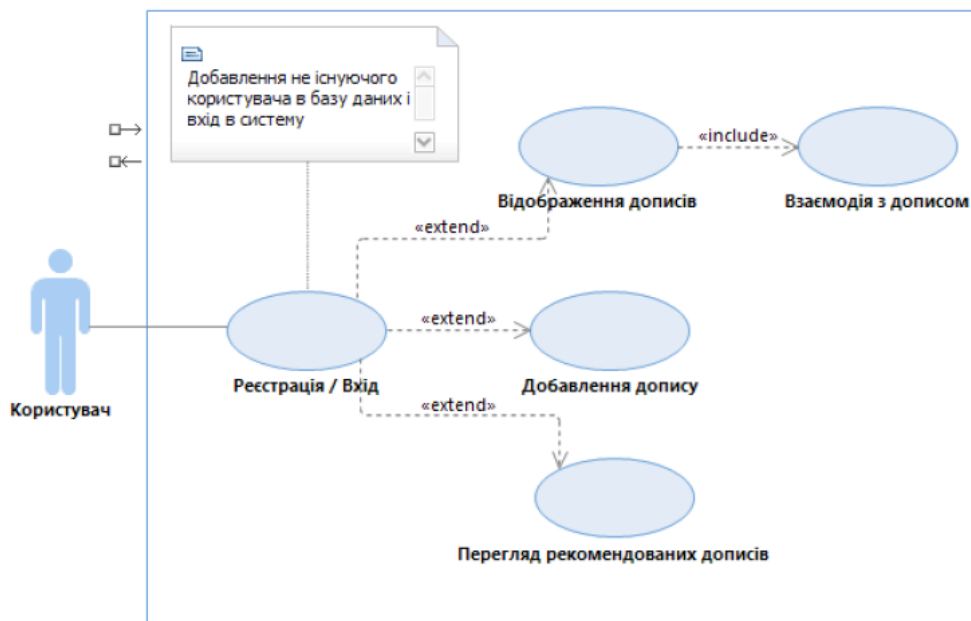 Добавлення не існуючого
користувача в базу даних і
вхід в систему
«include»
Відображення дописів
Взаємодія з дописом
«extend»
«extend»
Реєстрація / Вхід
Добавлення допису
Користувач
«extend»
Перегляд рекомендованих дописів